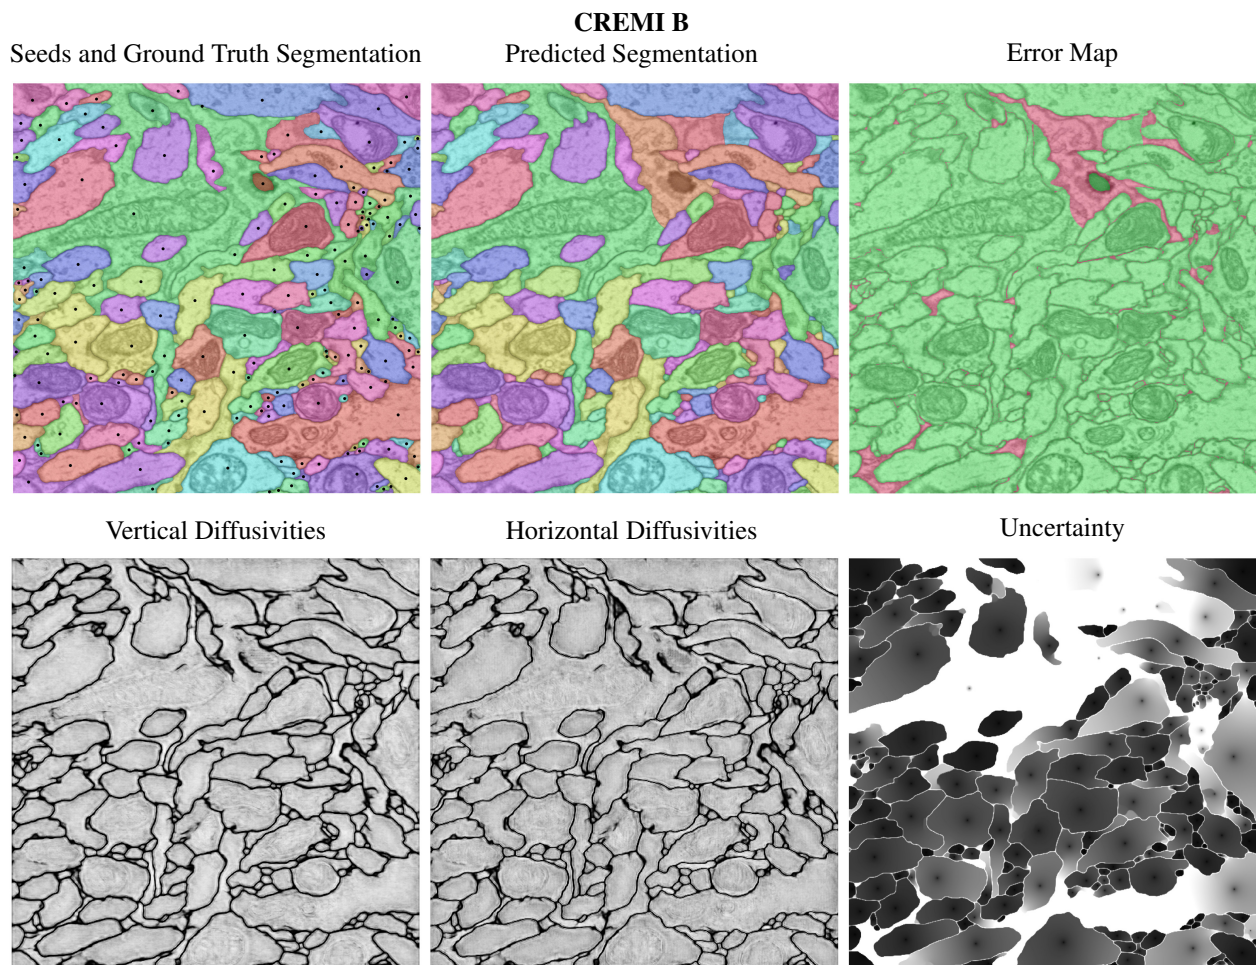 CREMI B
Seeds and Ground Truth Segmentation
Predicted Segmentation
Error Map
Vertical Diffusivities
Horizontal Diffusivities
Uncertainty